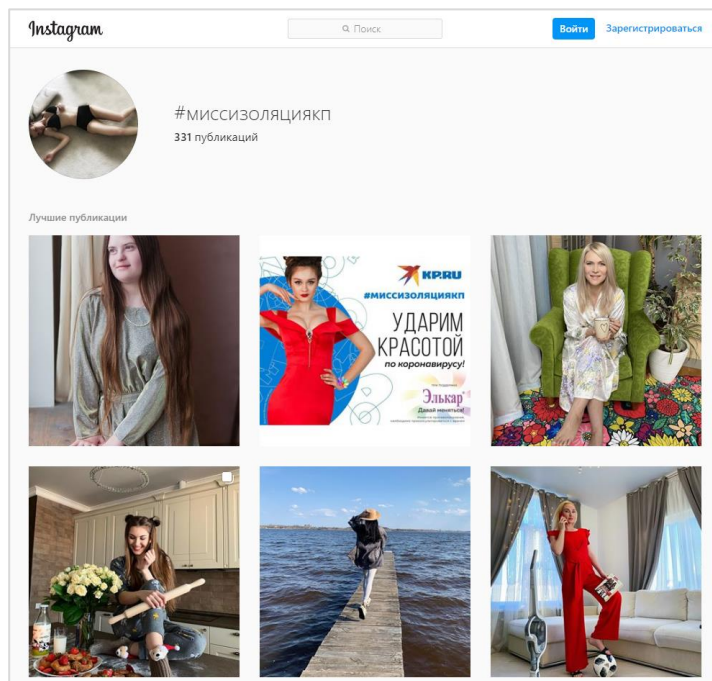 Instagram
Поиск
Войти
Зарегистрироваться
#миссизоляциякп
331 публикаций
Лучшие публикации
KP.RU
#МИССИЗОЛЯЦИЯКП
УДАРИМ
КРАСОТОЙ
по коронавирусу!
Элькар
Давай меняться!